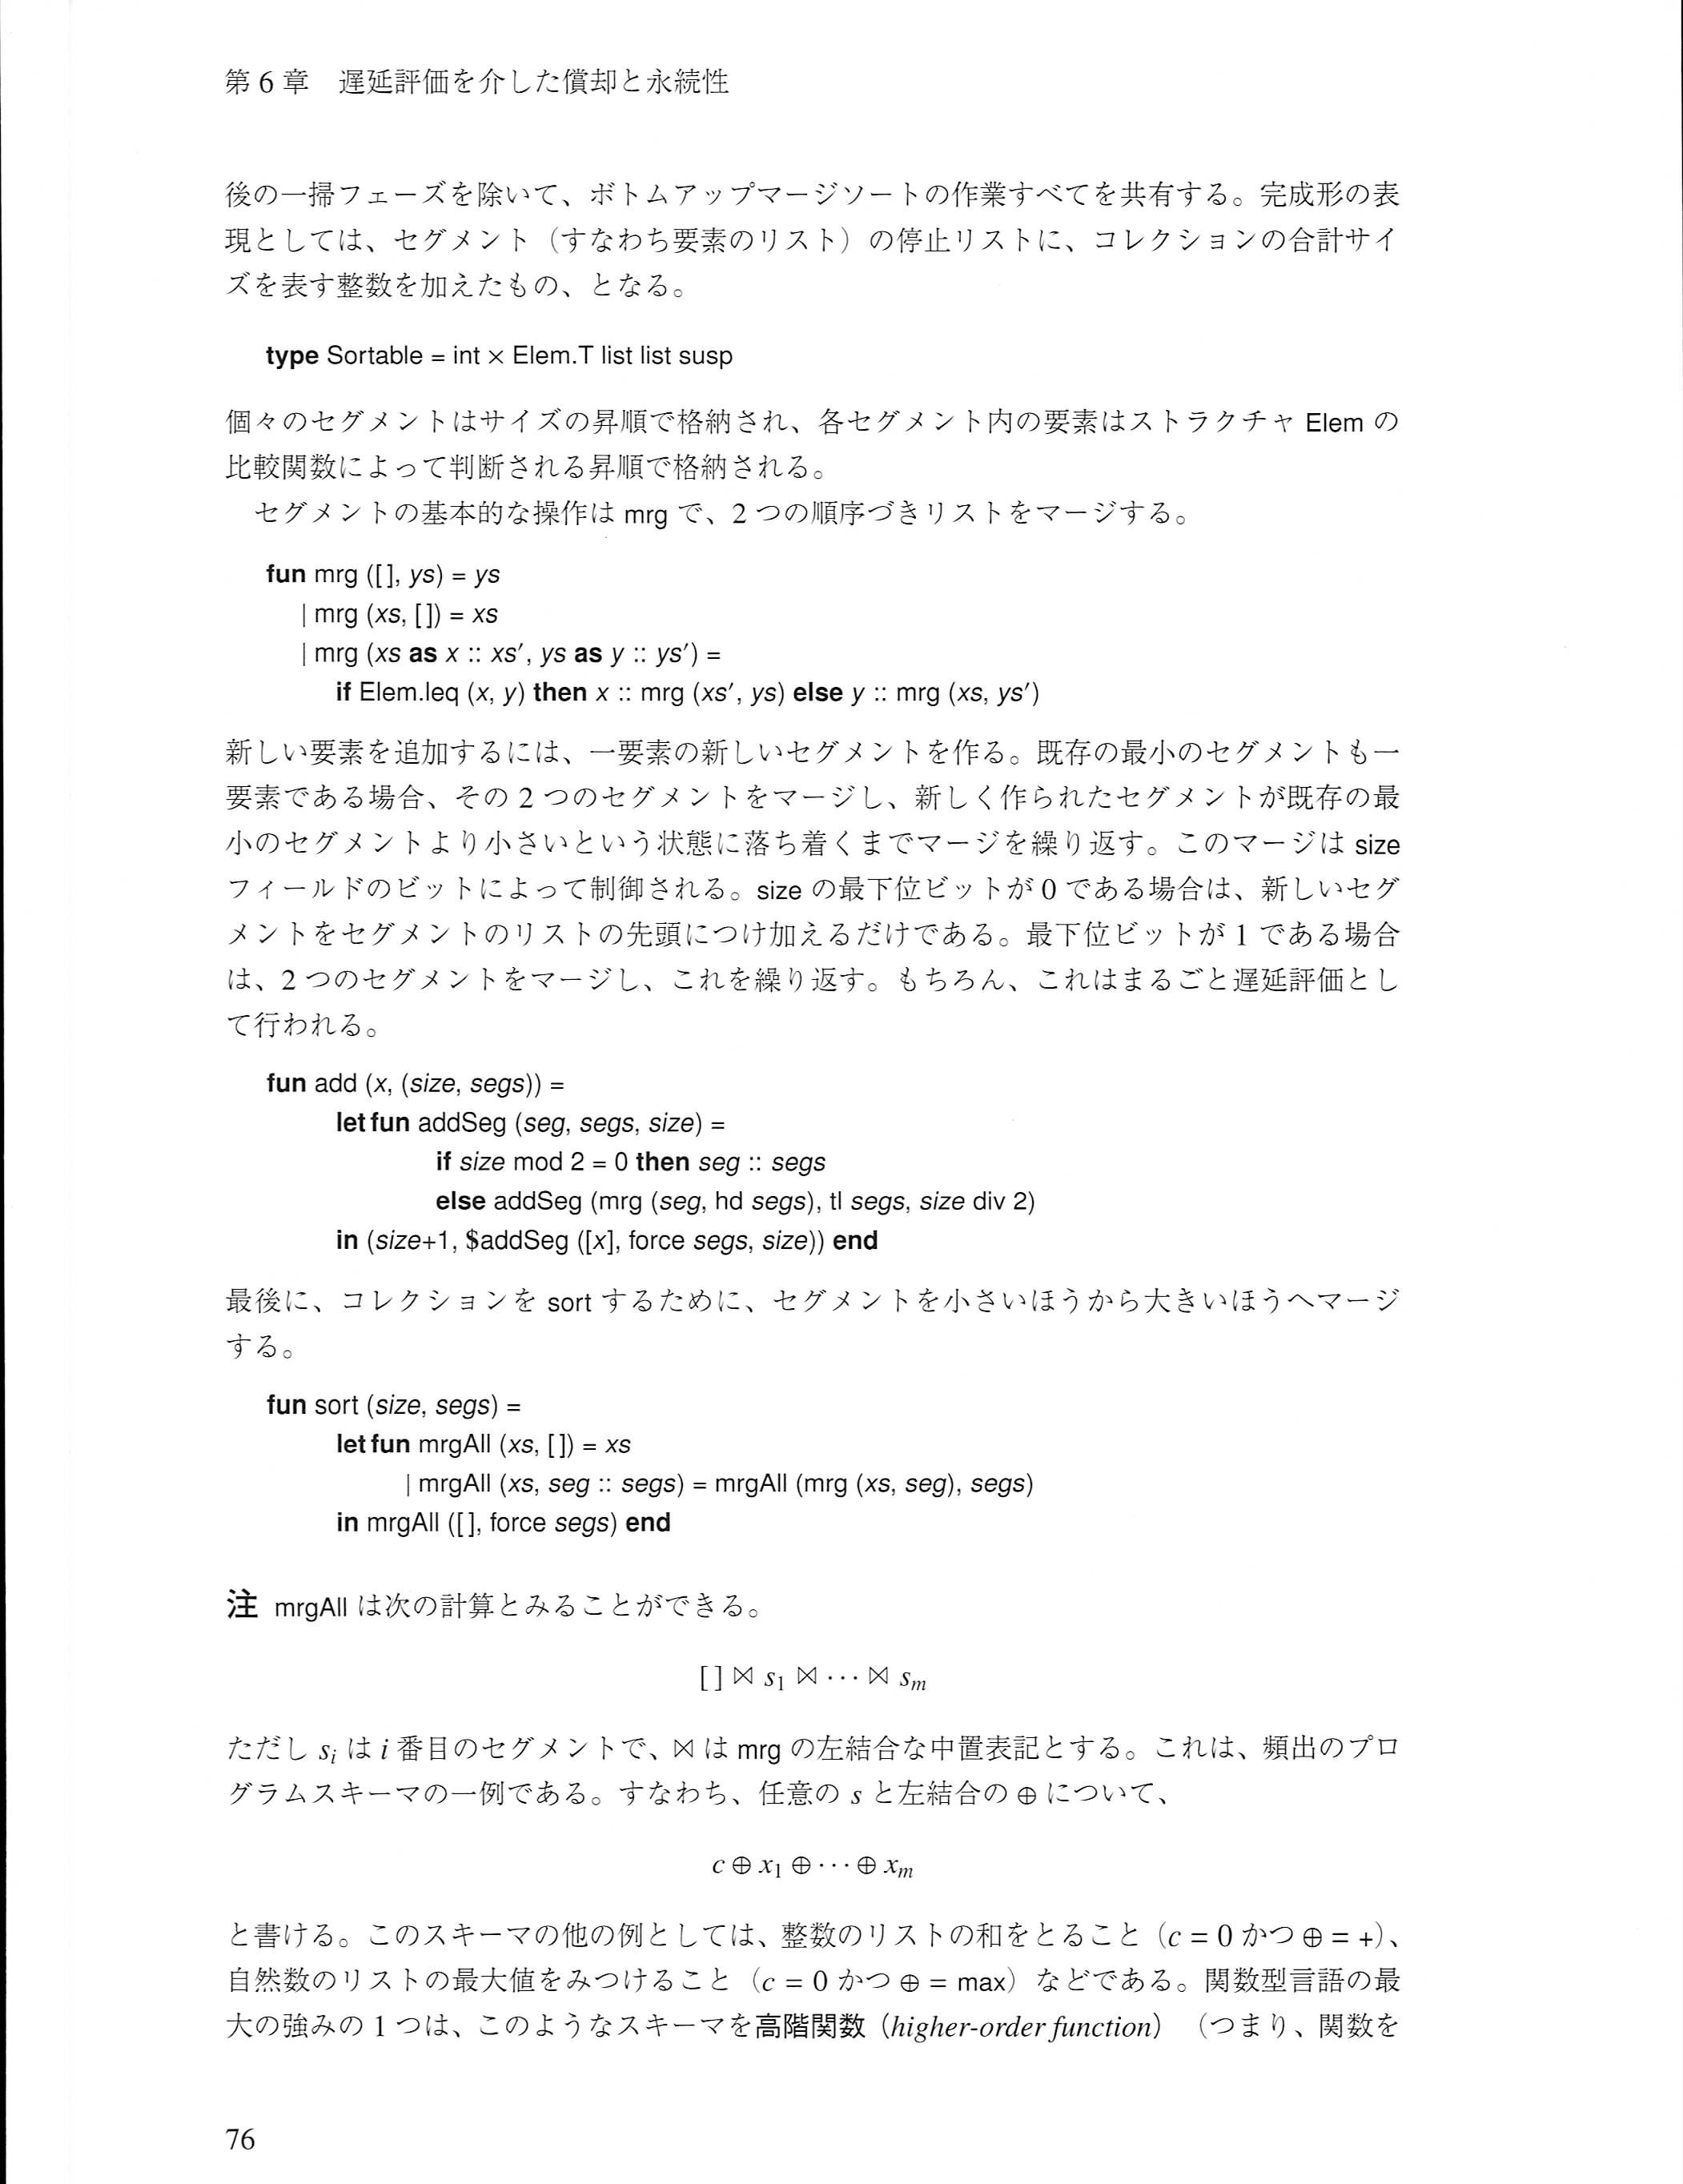 第6章　遅延評価を介した償却と永続性
後の一掃フェーズを除いて、ボトムアップマージソートの作業すべてを共有する。完成形の表
現としては、セグメント（すなわち要素のリスト）の停止リストに、コレクションの合計サイ
ズを表す整数を加えたもの、となる。
type Sortable = int × Elem.T list list susp
個々のセグメントはサイズの昇順で格納され、各セグメント内の要素はストラクチャ Elem の
比較関数によって判断される昇順で格納される。
セグメントの基本的な操作は mrg で、2つの順序づきリストをマージする。
fun mrg ([], ys) = ys
| mrg (xs, []) = xs
| mrg (xs as x :: xs′, ys as y :: ys′) =
if Elem.leq (x, y) then x :: mrg (xs′, ys) else y :: mrg (xs, ys′)
新しい要素を追加するには、一要素の新しいセグメントを作る。既存の最小のセグメントも一
要素である場合、その2つのセグメントをマージし、新しく作られたセグメントが既存の最
小のセグメントより小さいという状態に落ち着くまでマージを繰り返す。このマージは size
フィールドのビットによって制御される。size の最下位ビットが0である場合は、新しいセグ
メントをセグメントのリストの先頭につけ加えるだけである。最下位ビットが1である場合
は、2つのセグメントをマージし、これを繰り返す。もちろん、これはまるごと遅延評価とし
て行われる。
fun add (x, (size, segs)) =
let fun addSeg (seg, segs, size) =
if size mod 2 = 0 then seg :: segs
else addSeg (mrg (seg, hd segs), tl segs, size div 2)
in (size+1, $addSeg ([x], force segs, size)) end
最後に、コレクションを sort するために、セグメントを小さいほうから大きいほうへマージ
する。
fun sort (size, segs) =
let fun mrgAll (xs, []) = xs
| mrgAll (xs, seg :: segs) = mrgAll (mrg (xs, seg), segs)
in mrgAll ([], force segs) end
注 mrgAll は次の計算とみることができる。
[] ⋈ s₁ ⋈ ⋯ ⋈ sₘ
ただし sᵢ は i 番目のセグメントで、⋈ は mrg の左結合な中置表記とする。これは、頻出のプロ
グラムスキーマの一例である。すなわち、任意の s と左結合の ⊕ について、
c ⊕ x₁ ⊕ ⋯ ⊕ xₘ
と書ける。このスキーマの他の例としては、整数のリストの和をとること（c = 0 かつ ⊕ = +）、
自然数のリストの最大値をみつけること（c = 0 かつ ⊕ = max）などである。関数型言語の最
大の強みの1つは、このようなスキーマを高階関数（higher-order function）（つまり、関数を
76